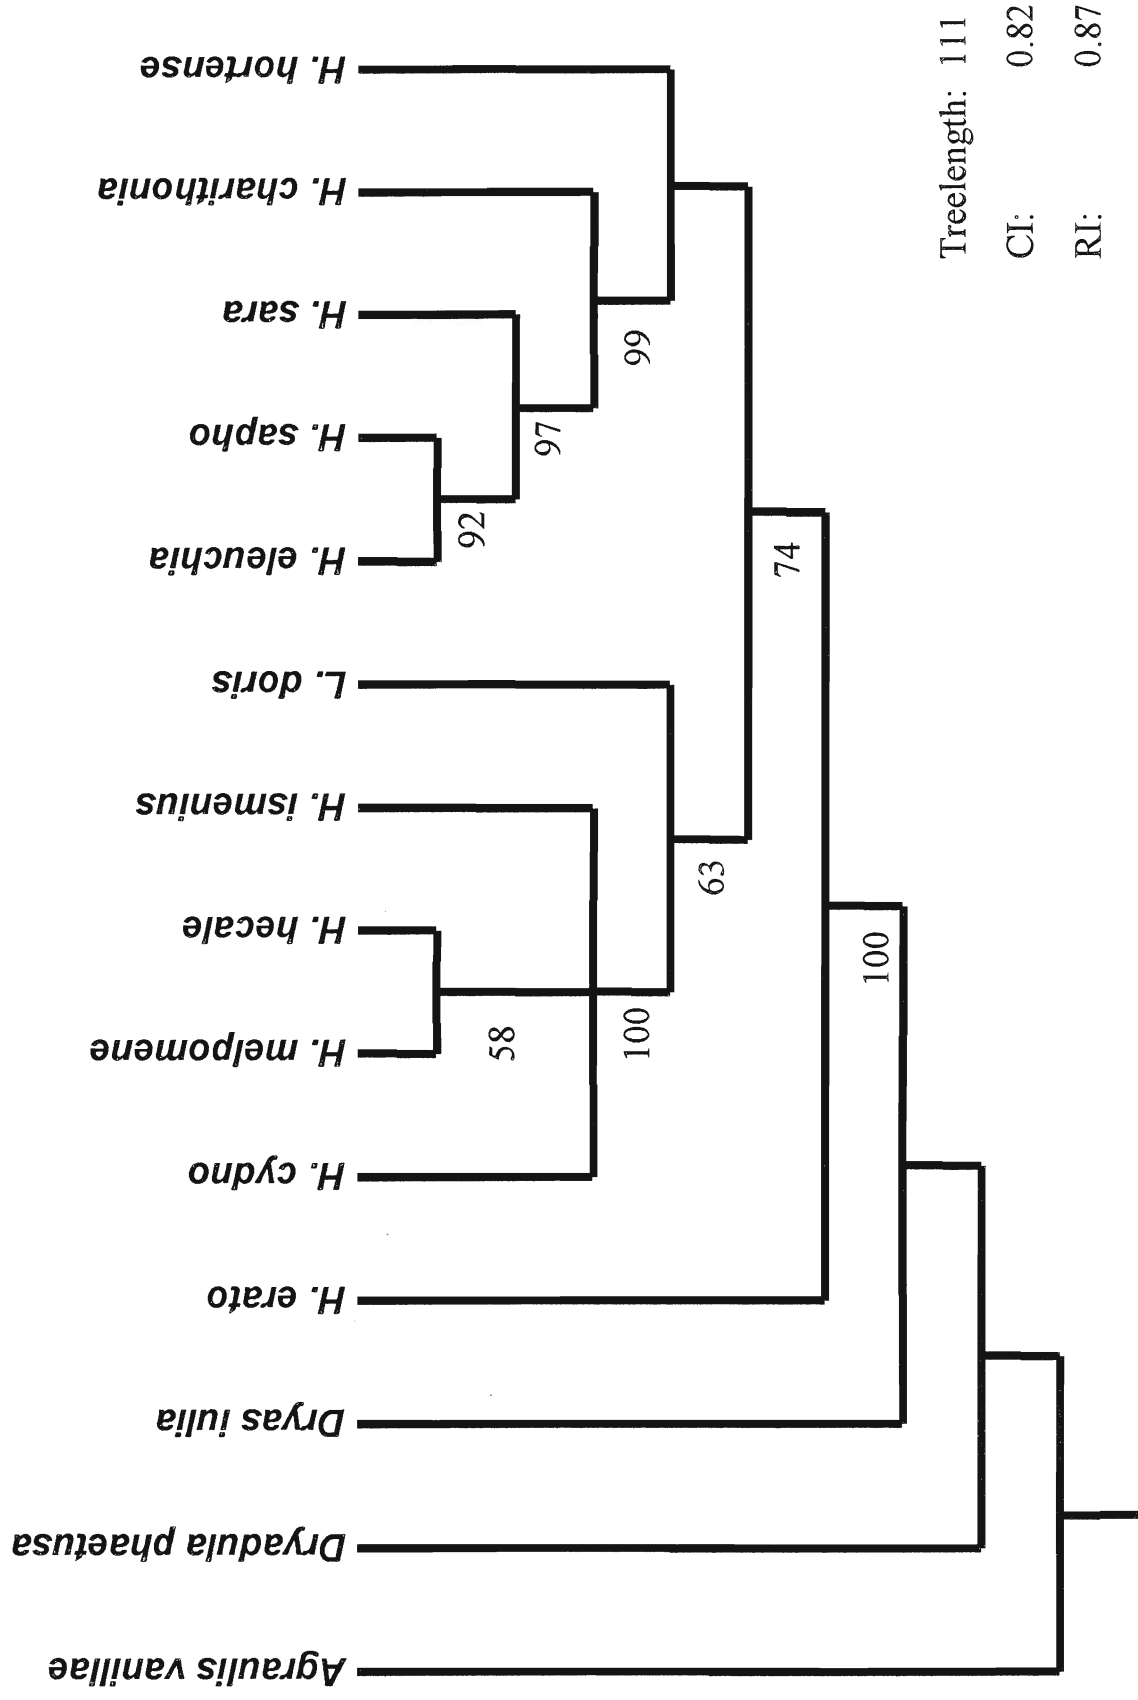 H. hortense
H. charithonia
H. sara
H. sapho
H. eleuchia
L. doris
H. ismenius
H. hecale
H. melpomene
H. cydno
H. erato
Dryas iulia
Dryadula phaetusa
Agraulis vanillae
92
97
99
58
100
63
74
100
Treelength: 111
CI: 0.82
RI: 0.87